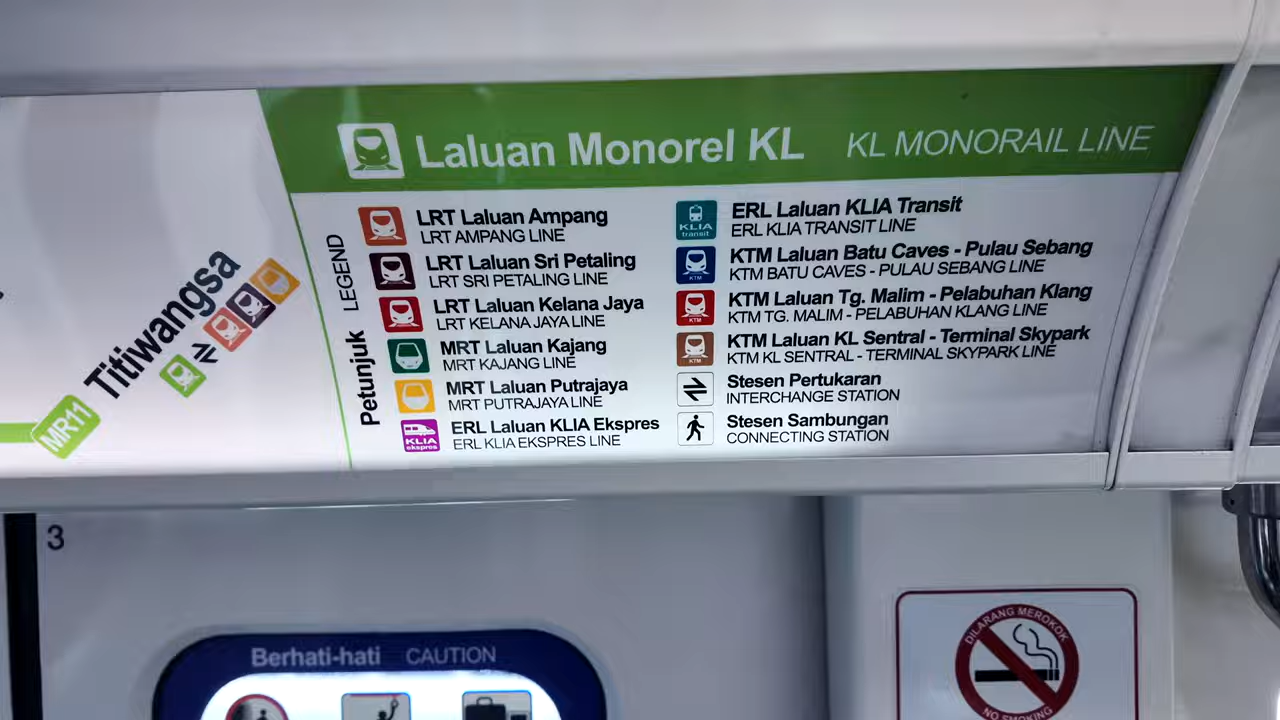 Laluan Monorel KL KL MONORAIL LINE
Titiwangsa
MR11
Petunjuk LEGEND
LRT Laluan Ampang
LRT AMPANG LINE
LRT Laluan Sri Petaling
LRT SRI PETALING LINE
LRT Laluan Kelana Jaya
LRT KELANA JAYA LINE
MRT Laluan Kajang
MRT KAJANG LINE
MRT Laluan Putrajaya
MRT PUTRAJAYA LINE
KLIA
ekspres
ERL Laluan KLIA Ekspres
ERL KLIA EKSPRES LINE
KLIA
transit
ERL Laluan KLIA Transit
ERL KLIA TRANSIT LINE
KTM
KTM Laluan Batu Caves - Pulau Sebang
KTM BATU CAVES - PULAU SEBANG LINE
KTM
KTM Laluan Tg. Malim - Pelabuhan Klang
KTM TG. MALIM - PELABUHAN KLANG LINE
KTM
KTM Laluan KL Sentral - Terminal Skypark
KTM KL SENTRAL - TERMINAL SKYPARK LINE
Stesen Pertukaran
INTERCHANGE STATION
Stesen Sambungan
CONNECTING STATION
3
Berhati-hati CAUTION
DILARANG MEROKOK
NO SMOKING